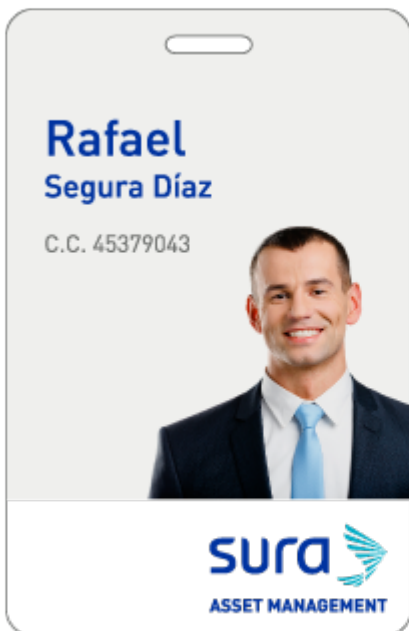 Rafael
Segura Díaz
C.C. 45379043
sura
ASSET MANAGEMENT